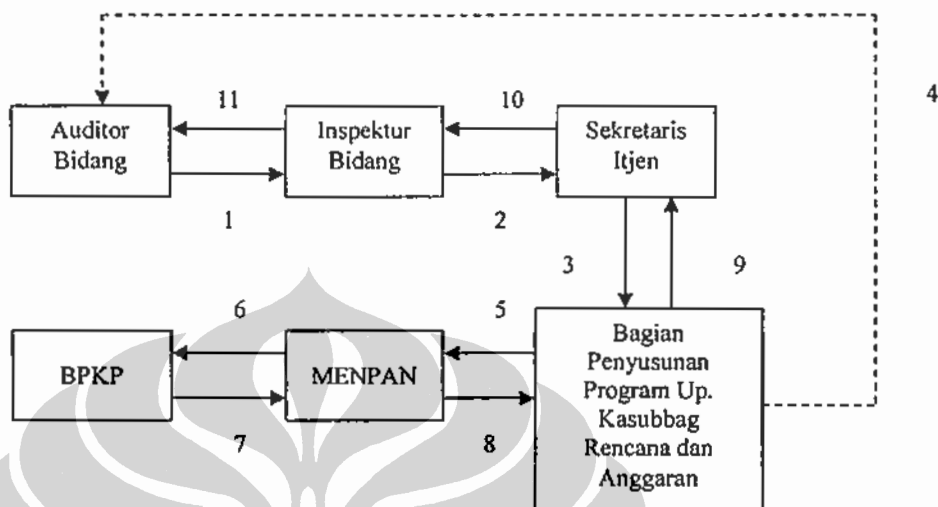 4
11
10
Auditor
Bidang
Inspektur
Bidang
Sekretaris
Itjen
1
2
3
9
6
5
BPKP
MENPAN
Bagian
Penyusunan
Program Up.
Kasubbag
Rencana dan
Anggaran
7
8